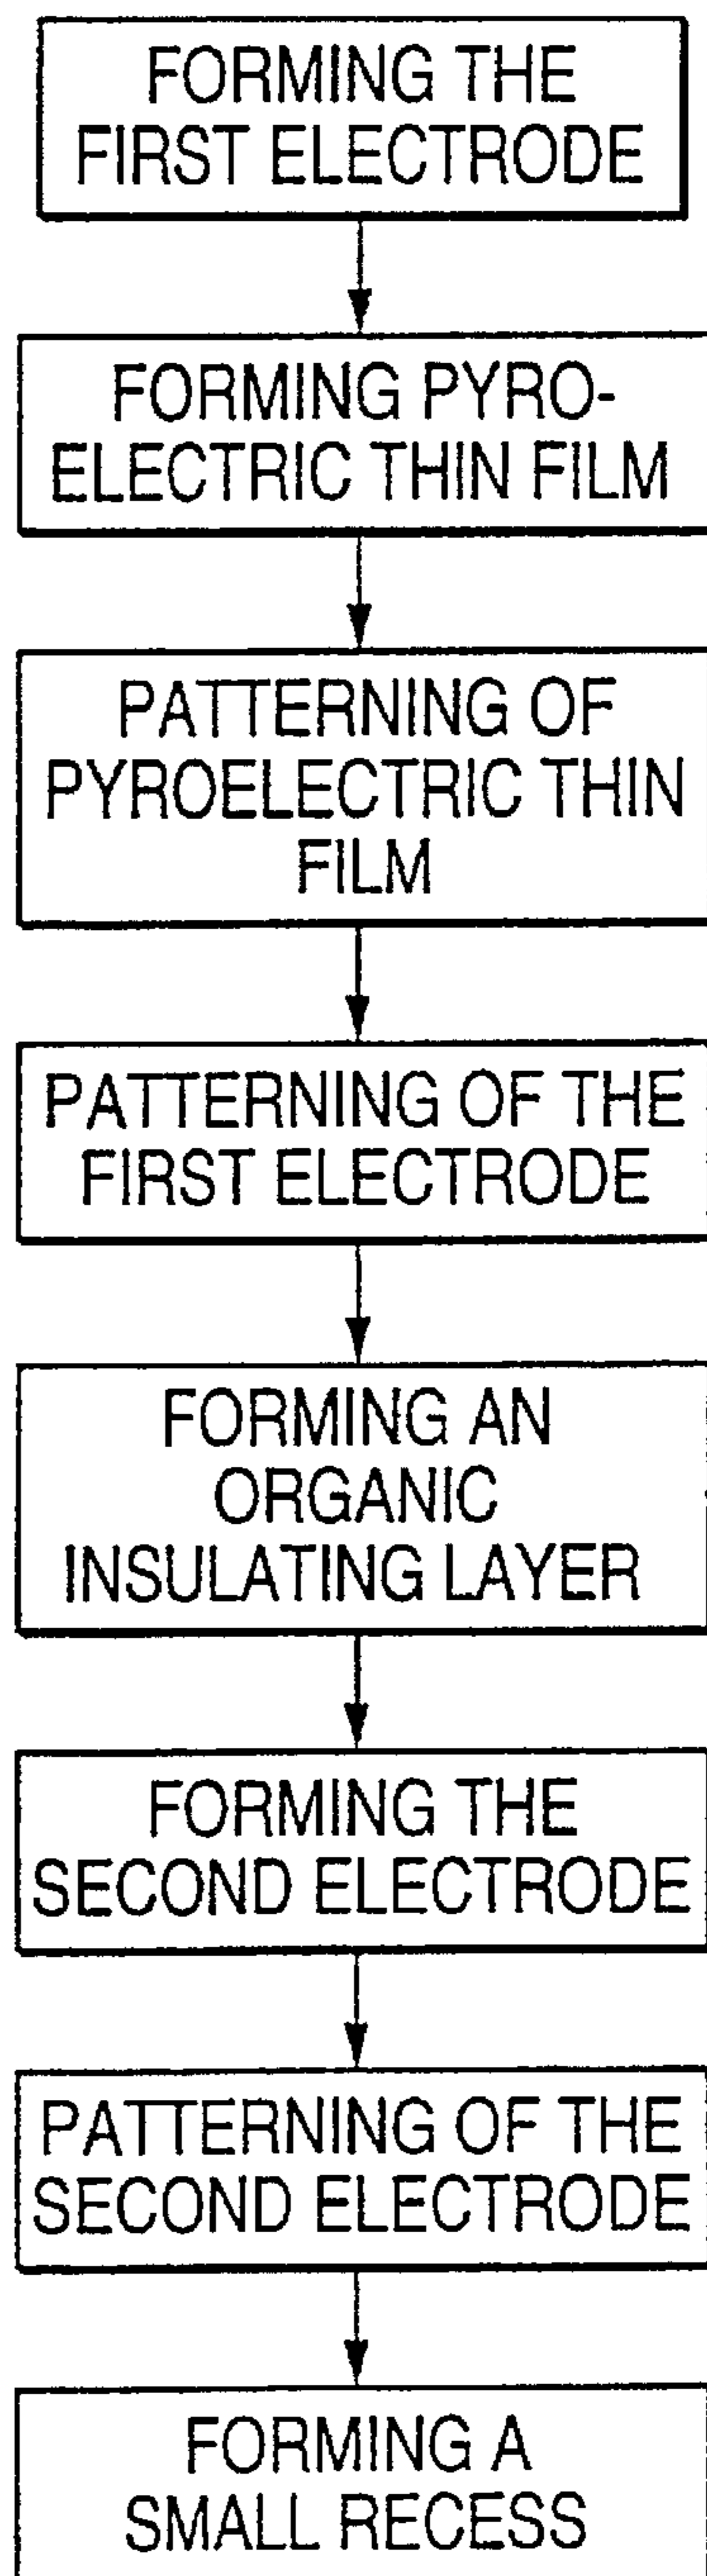 FORMING THE
FIRST ELECTRODE
FORMING PYRO-
ELECTRIC THIN FILM
PATTERNING OF
PYROELECTRIC THIN
FILM
PATTERNING OF THE
FIRST ELECTRODE
FORMING AN
ORGANIC
INSULATING LAYER
FORMING THE
SECOND ELECTRODE
PATTERNING OF THE
SECOND ELECTRODE
FORMING A
SMALL RECESS